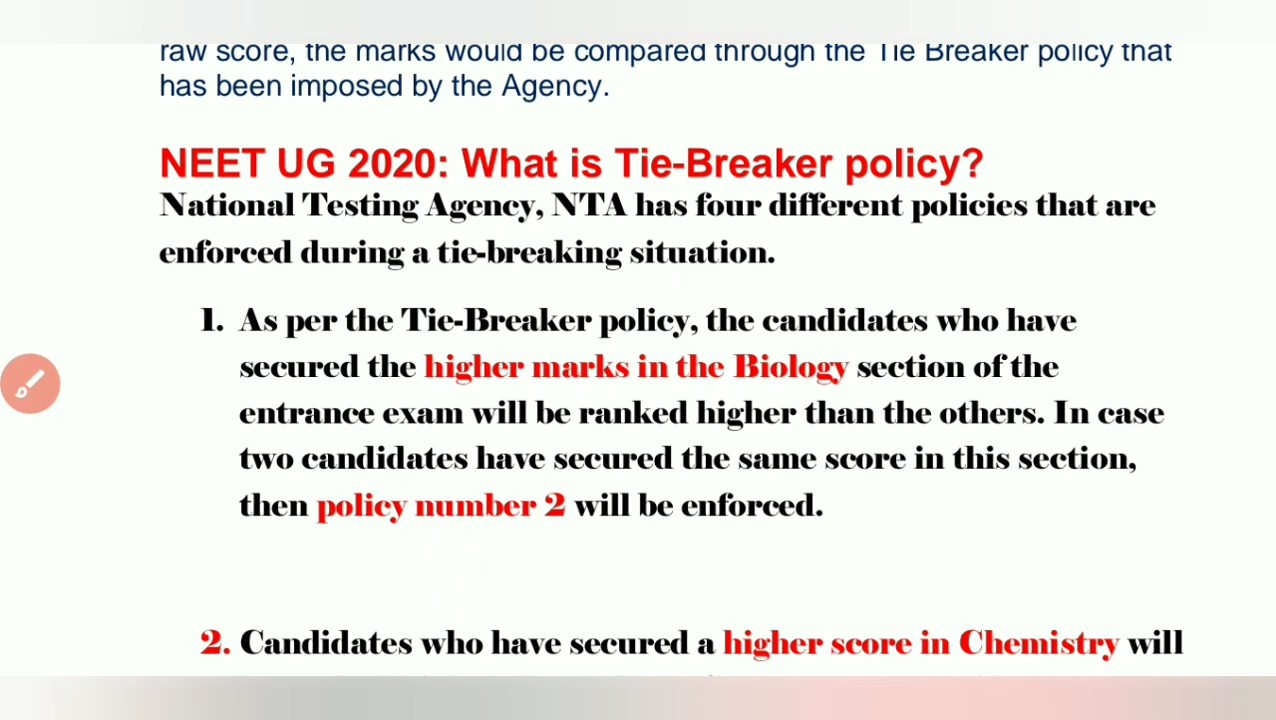 raw score, the marks would be compared through the Tie Breaker policy that
has been imposed by the Agency.
NEET UG 2020: What is Tie-Breaker policy?
National Testing Agency, NTA has four different policies that are
enforced during a tie-breaking situation.
1. As per the Tie-Breaker policy, the candidates who have
secured the higher marks in the Biology section of the
entrance exam will be ranked higher than the others. In case
two candidates have secured the same score in this section,
then policy number 2 will be enforced.
2. Candidates who have secured a higher score in Chemistry will